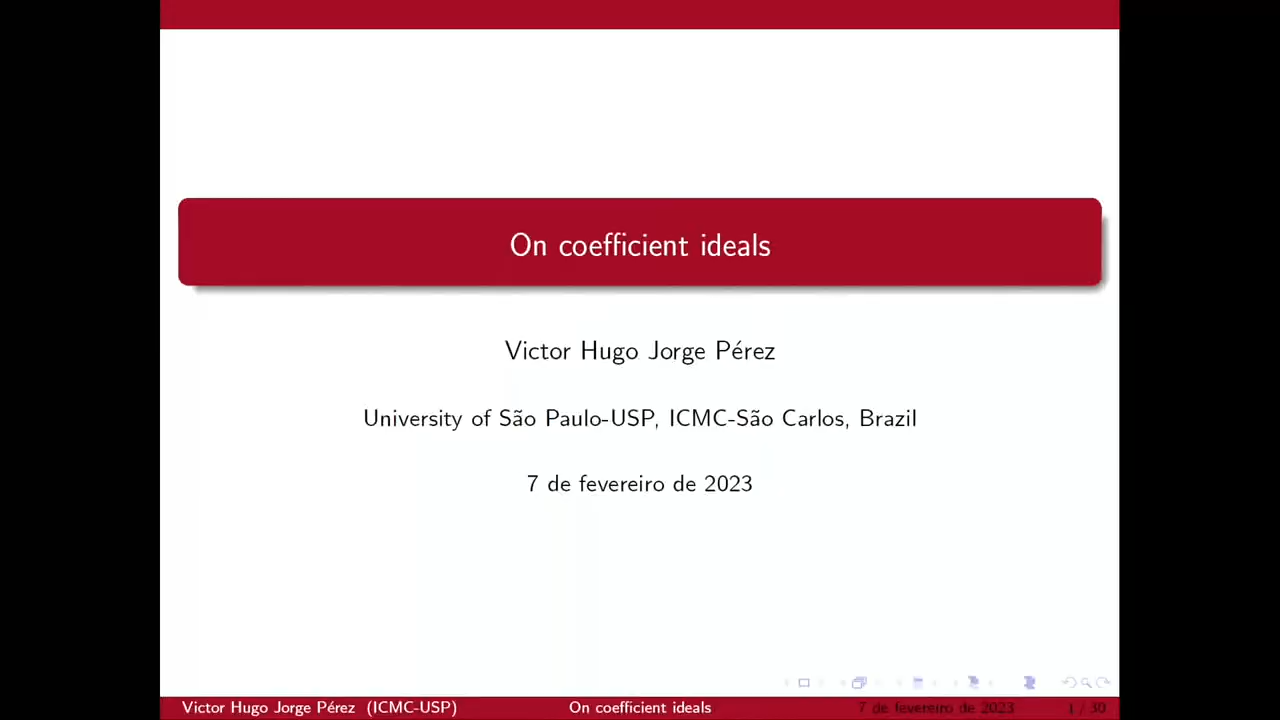 On coefficient ideals
Victor Hugo Jorge Pérez
University of São Paulo-USP, ICMC-São Carlos, Brazil
7 de fevereiro de 2023
Victor Hugo Jorge Pérez (ICMC-USP)
On coefficient ideals
7 de fevereiro de 2023
1 / 30